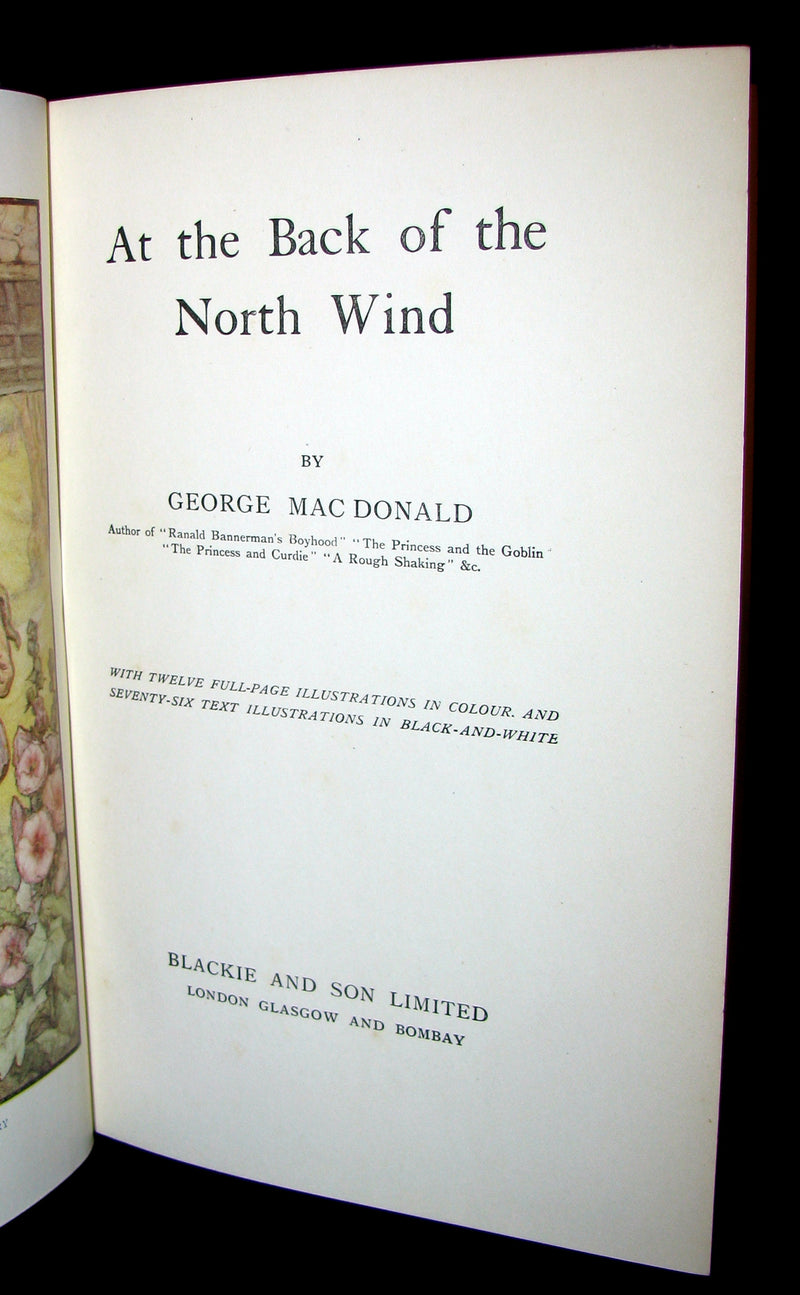 At the Back of the
North Wind
BY
GEORGE MAC DONALD
Author of "Ranald Bannerman's Boyhood" "The Princess and the Goblin"
"The Princess and Curdie" "A Rough Shaking" &c.
WITH TWELVE FULL-PAGE ILLUSTRATIONS IN COLOUR. AND
SEVENTY-SIX TEXT ILLUSTRATIONS IN BLACK-AND-WHITE
BLACKIE AND SON LIMITED
LONDON GLASGOW AND BOMBAY